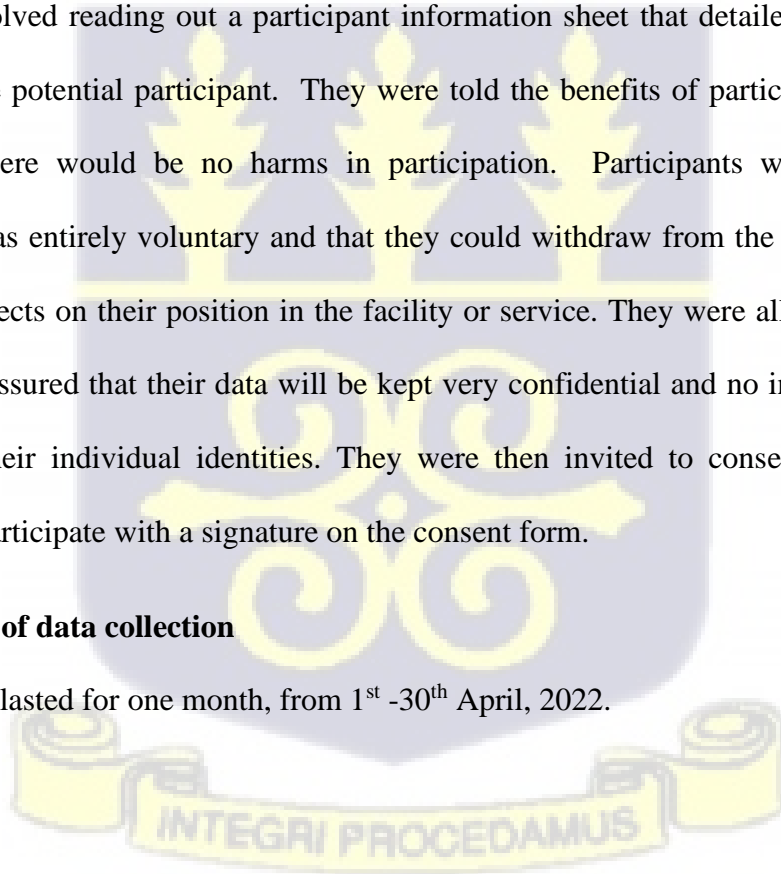 olved reading out a participant information sheet that detaile
e potential participant. They were told the benefits of partic
ere would be no harms in participation. Participants w
as entirely voluntary and that they could withdraw from the
ects on their position in the facility or service. They were all
ssured that their data will be kept very confidential and no in
heir individual identities. They were then invited to conse
articipate with a signature on the consent form.
of data collection
lasted for one month, from 1st -30th April, 2022.
INTEGRI PROCEDAMUS